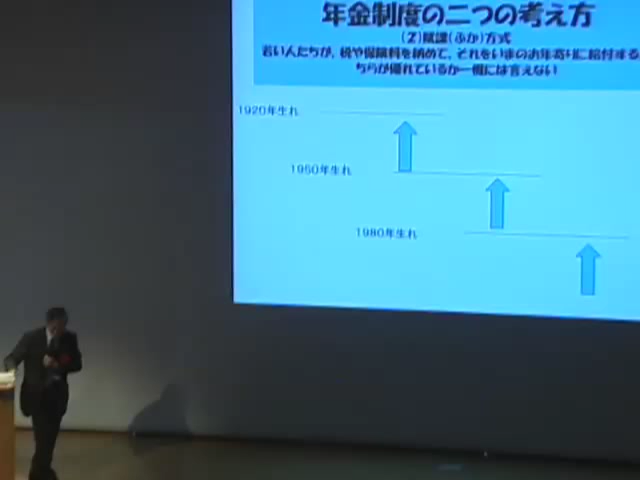 年金制度の二つの考え方
(2)賦課(ふか)方式
若い人たちが、税や保険料を納めて、それをいまのお年寄りに給付する
ちらが優れているか一概には言えない
1920年生れ
1950年生れ
1980年生れ